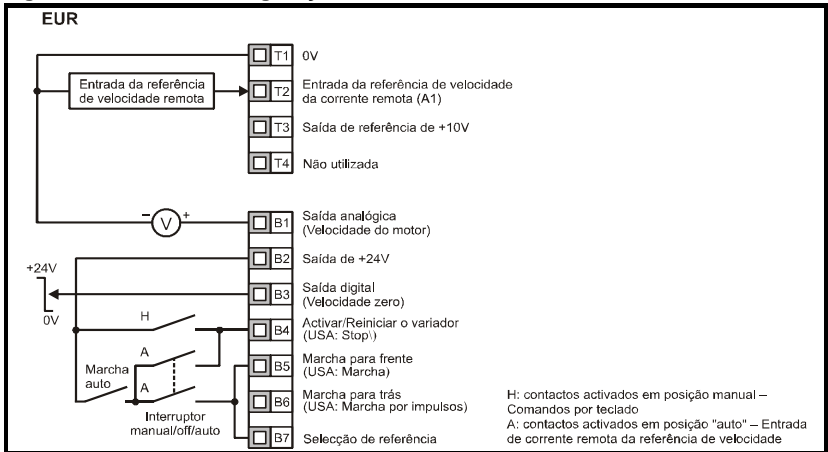 EUR
T1 0V
Entrada da referência
de velocidade remota
T2 Entrada da referência de velocidade
da corrente remota (A1)
T3 Saída de referência de +10V
T4 Não utilizada
- V +
B1 Saída analógica
(Velocidade do motor)
B2 Saída de +24V
+24V
0V
B3 Saída digital
(Velocidade zero)
H
B4 Activar/Reiniciar o variador
(USA: Stop\)
A
Marcha
auto
B5 Marcha para frente
(USA: Marcha)
A
B6 Marcha para trás
(USA: Marcha por impulsos)
Interruptor
manual/off/auto
B7 Selecção de referência
H: contactos activados em posição manual –
Comandos por teclado
A: contactos activados em posição "auto" – Entrada
de corrente remota da referência de velocidade